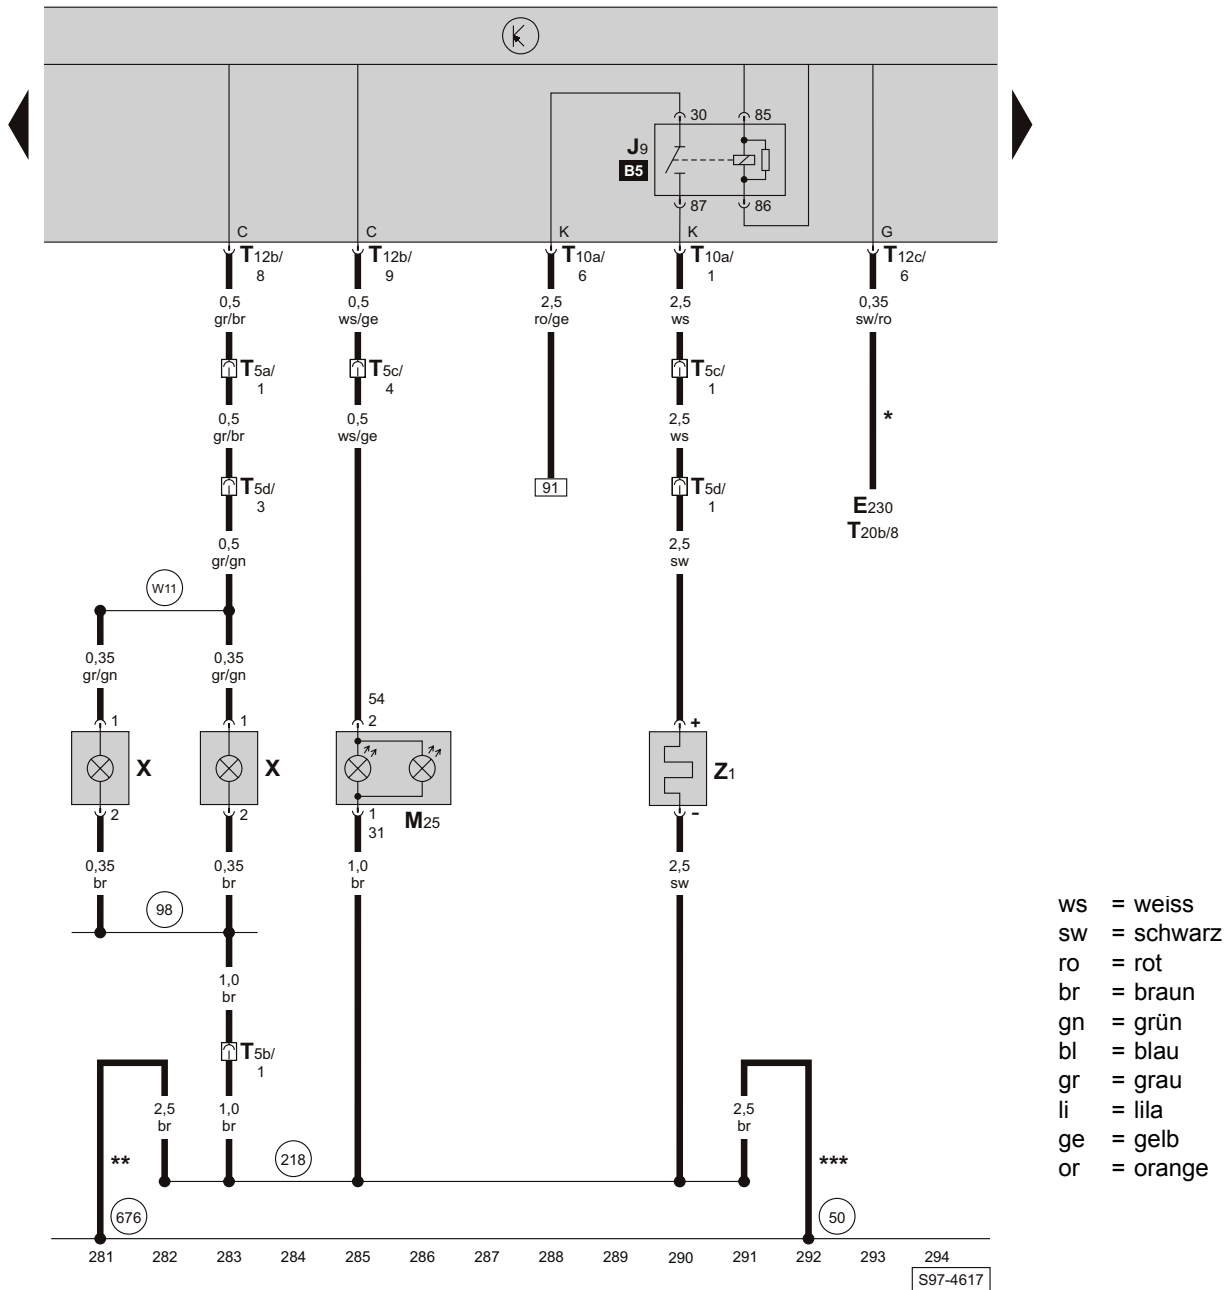 30
85
J9
B5
87
86
C
C
K
K
G
T12b/
8
T12b/
9
T10a/
6
T10a/
1
T12c/
6
0,5
gr/br
0,5
ws/ge
2,5
ro/ge
2,5
ws
0,35
sw/ro
T5a/
1
T5c/
4
T5c/
1
0,5
gr/br
0,5
ws/ge
2,5
ws
*
T5d/
3
91
T5d/
1
E230
T20b/8
0,5
gr/gn
2,5
sw
W11
0,35
gr/gn
0,35
gr/gn
54
1
1
2
+
X
X
Z1
2
2
1
31
M25
-
0,35
br
0,35
br
1,0
br
2,5
sw
98
ws = weiss
sw = schwarz
ro = rot
br = braun
gn = grün
bl = blau
gr = grau
li = lila
ge = gelb
or = orange
1,0
br
T5b/
1
2,5
br
1,0
br
2,5
br
**
218
***
676
50
281 282 283 284 285 286 287 288 289 290 291 292 293 294
S97-4617